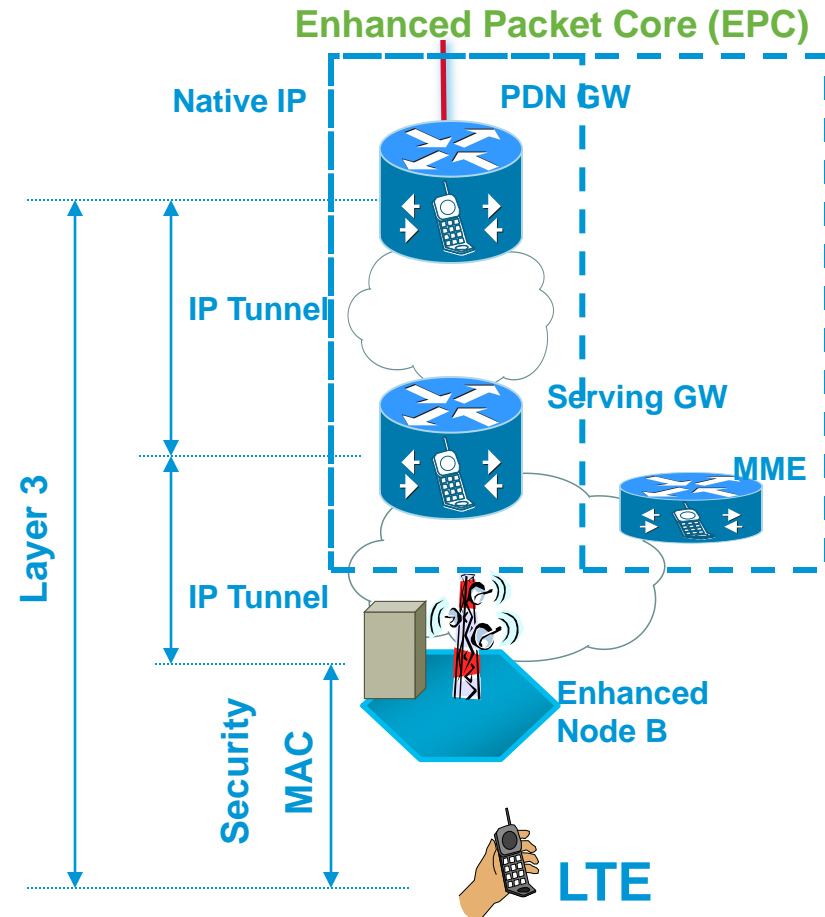 Enhanced Packet Core (EPC)
Native IP
PDN GW
IP Tunnel
Serving GW
MME
Layer 3
IP Tunnel
Security
MAC
Enhanced
Node B
LTE